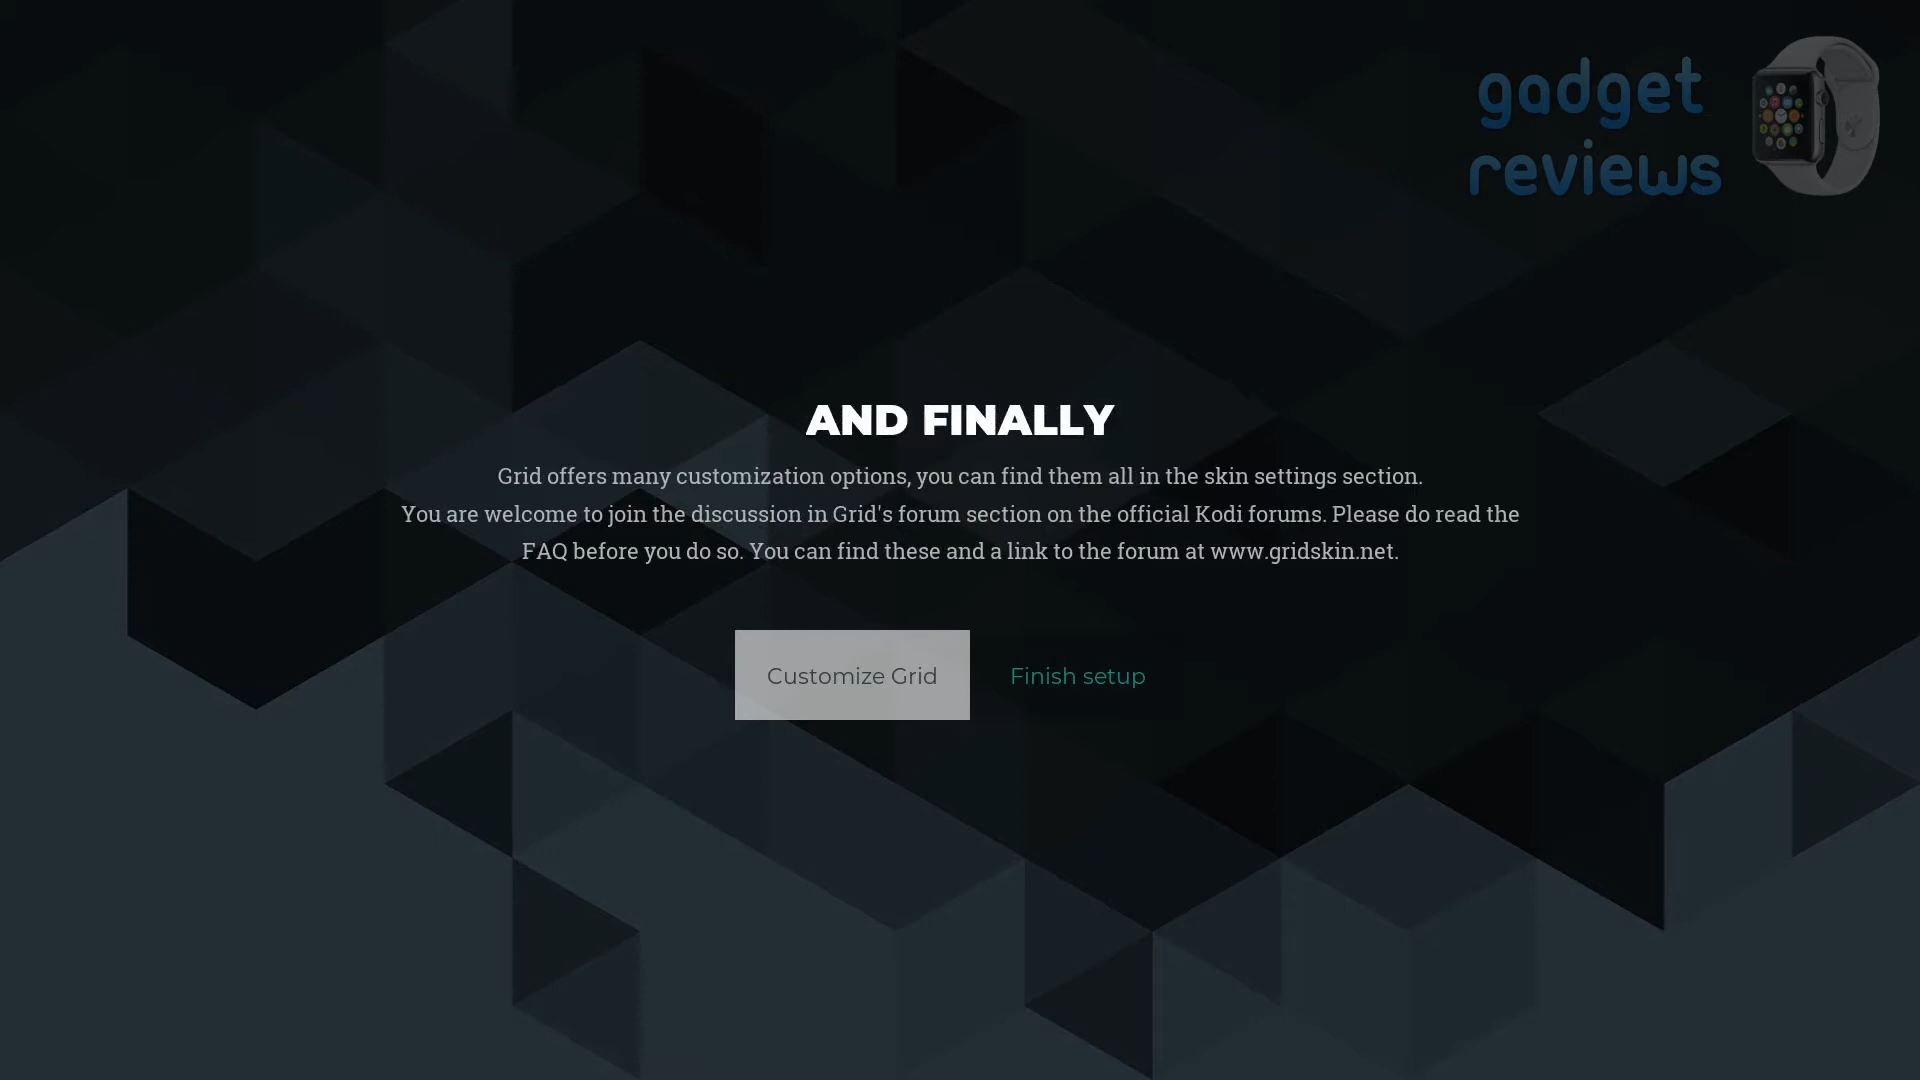 gadget
reviews
AND FINALLY
Grid offers many customization options, you can find them all in the skin settings section.
You are welcome to join the discussion in Grid's forum section on the official Kodi forums. Please do read the
FAQ before you do so. You can find these and a link to the forum at www.gridskin.net.
Customize Grid
Finish setup